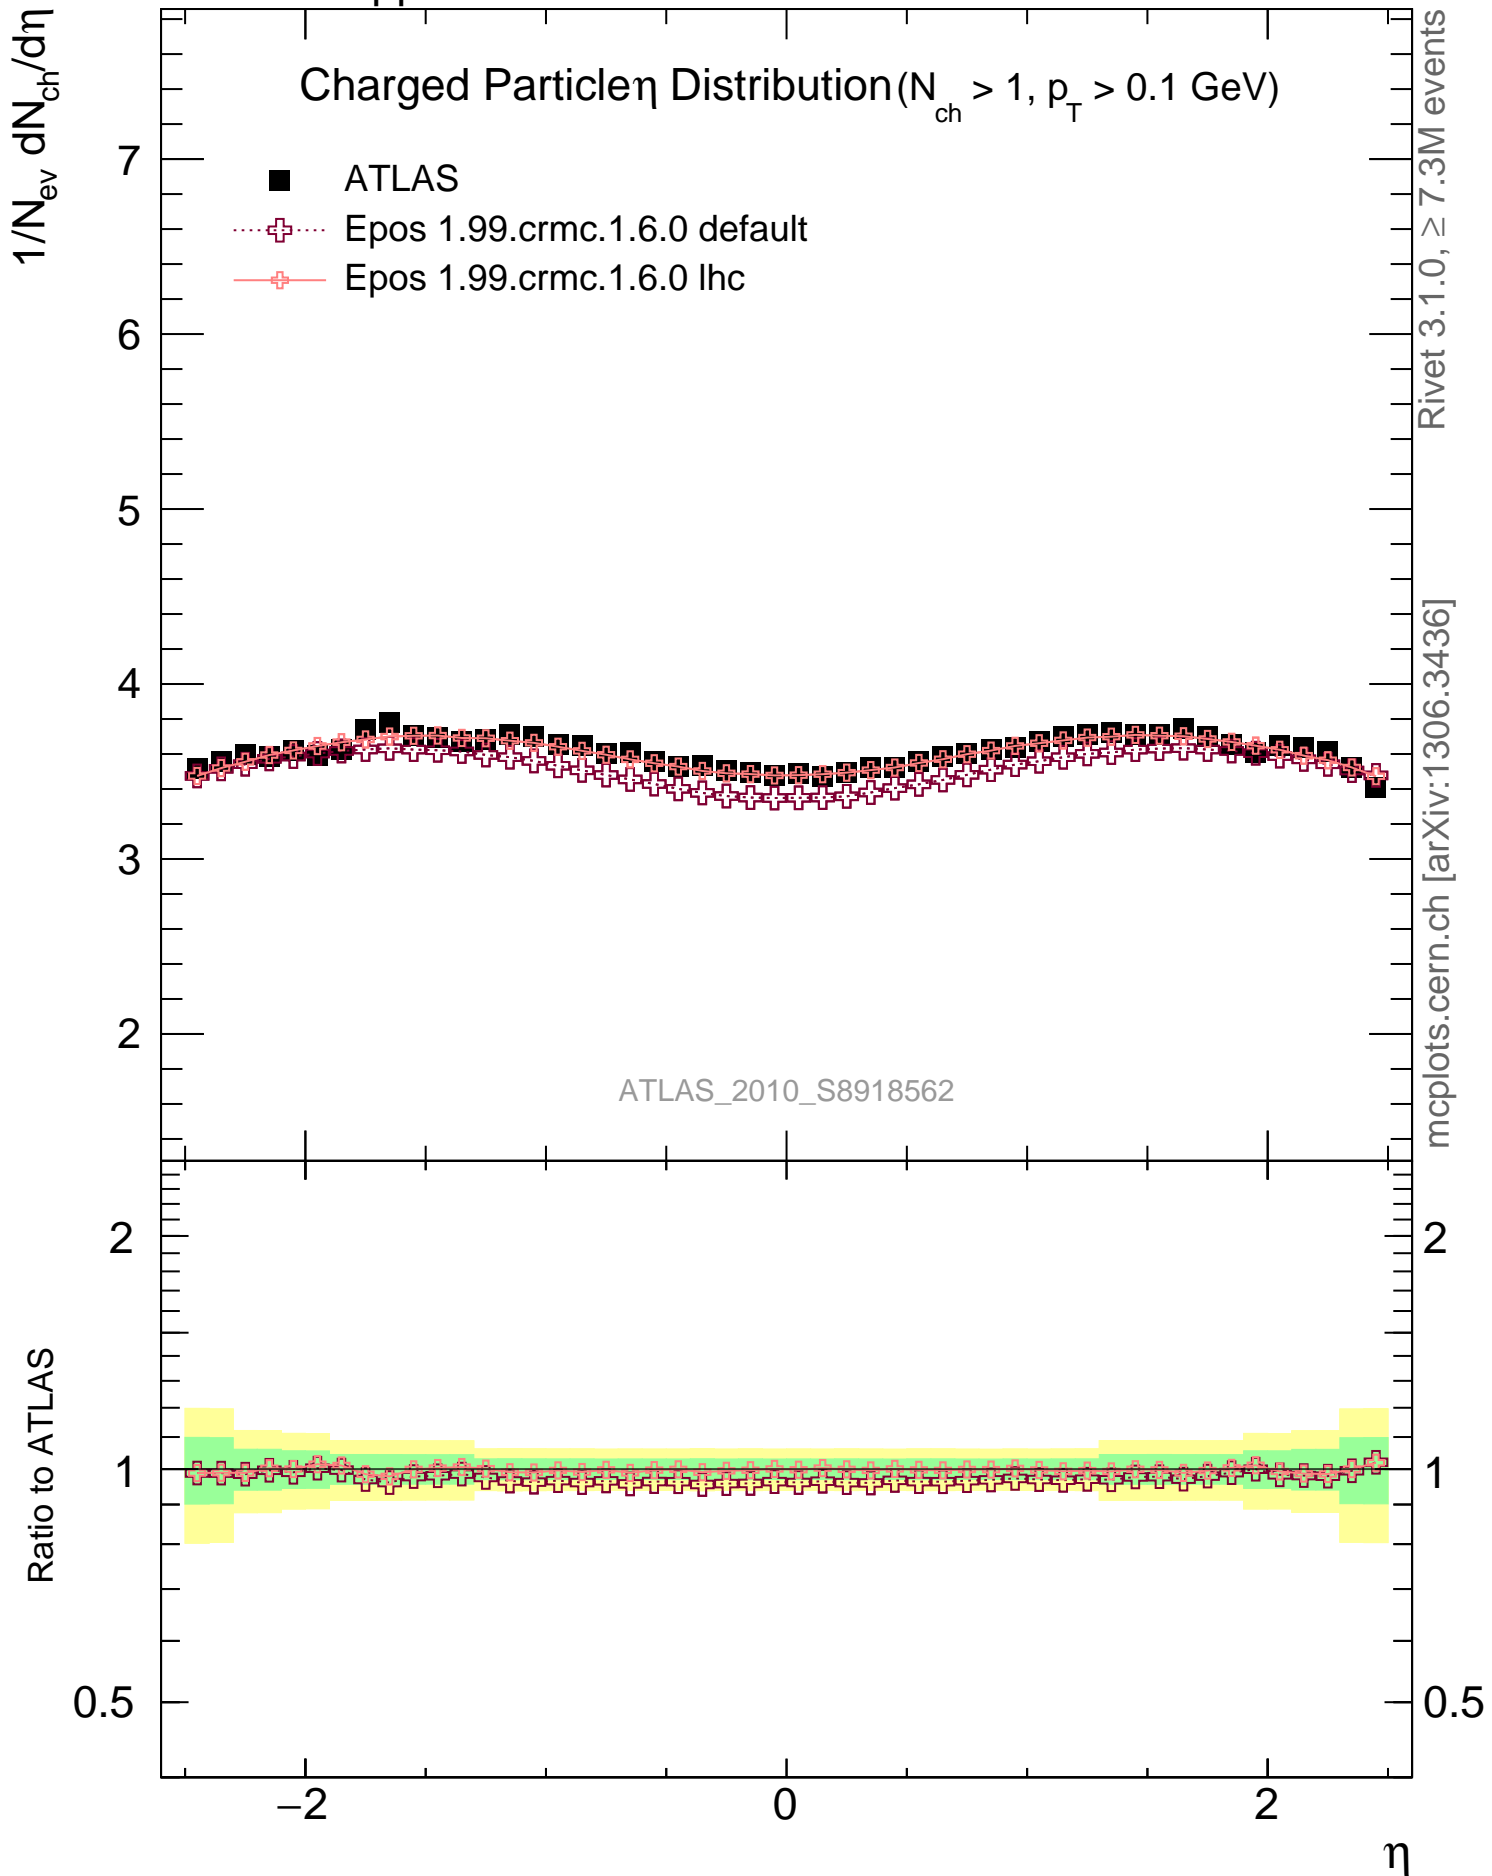 1/N_ev dN_ch/dη
Charged Particleη Distribution (N_ch > 1, p_T > 0.1 GeV)
ATLAS
Epos 1.99.crmc.1.6.0 default
Epos 1.99.crmc.1.6.0 lhc
7
6
5
4
3
2
ATLAS_2010_S8918562
Rivet 3.1.0, ≥ 7.3M events
mcplots.cern.ch [arXiv:1306.3436]
Ratio to ATLAS
2
2
1
1
0.5
0.5
−2
0
2
η